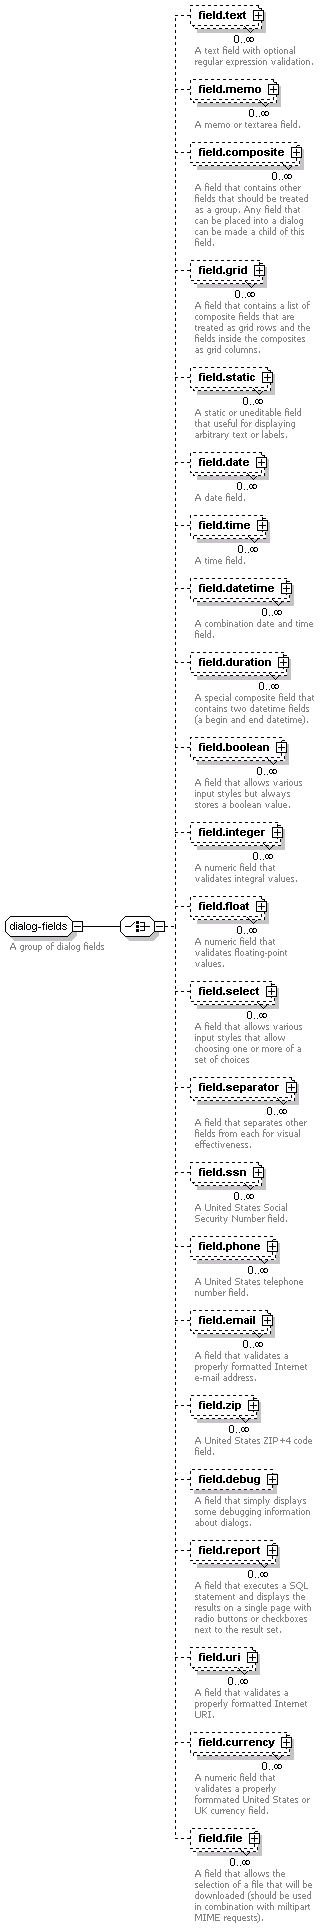 field.text
0..∞
A text field with optional
regular expression validation.
field.memo
0..∞
A memo or textarea field.
field.composite
0..∞
A field that contains other
fields that should be treated
as a group. Any field that
can be placed into a dialog
can be made a child of this
field.
field.grid
0..∞
A field that contains a list of
composite fields that are
treated as grid rows and the
fields inside the composites
as grid columns.
field.static
0..∞
A static or uneditable field
that useful for displaying
arbitrary text or labels.
field.date
0..∞
A date field.
field.time
0..∞
A time field.
field.datetime
0..∞
A combination date and time
field.
field.duration
0..∞
A special composite field that
contains two datetime fields
(a begin and end datetime).
field.boolean
0..∞
A field that allows various
input styles but always
stores a boolean value.
field.integer
0..∞
A numeric field that
validates integral values.
field.float
0..∞
A numeric field that
validates floating-point
values.
dialog-fields
A group of dialog fields
field.select
0..∞
A field that allows various
input styles that allow
choosing one or more of a
set of choices
field.separator
0..∞
A field that separates other
fields from each for visual
effectiveness.
field.ssn
0..∞
A United States Social
Security Number field.
field.phone
0..∞
A United States telephone
number field.
field.email
0..∞
A field that validates a
properly formatted Internet
e-mail address.
field.zip
0..∞
A United States ZIP+4 code
field.
field.debug
A field that simply displays
some debugging information
about dialogs.
field.report
0..∞
A field that executes a SQL
statement and displays the
results on a single page with
radio buttons or checkboxes
next to the result set.
field.uri
0..∞
A field that validates a
properly formatted Internet
URI.
field.currency
0..∞
A numeric field that
validates a properly
formmated United States or
UK currency field.
field.file
0..∞
A field that allows the
selection of a file that will be
downloaded (should be used
in combination with miltipart
MIME requests).